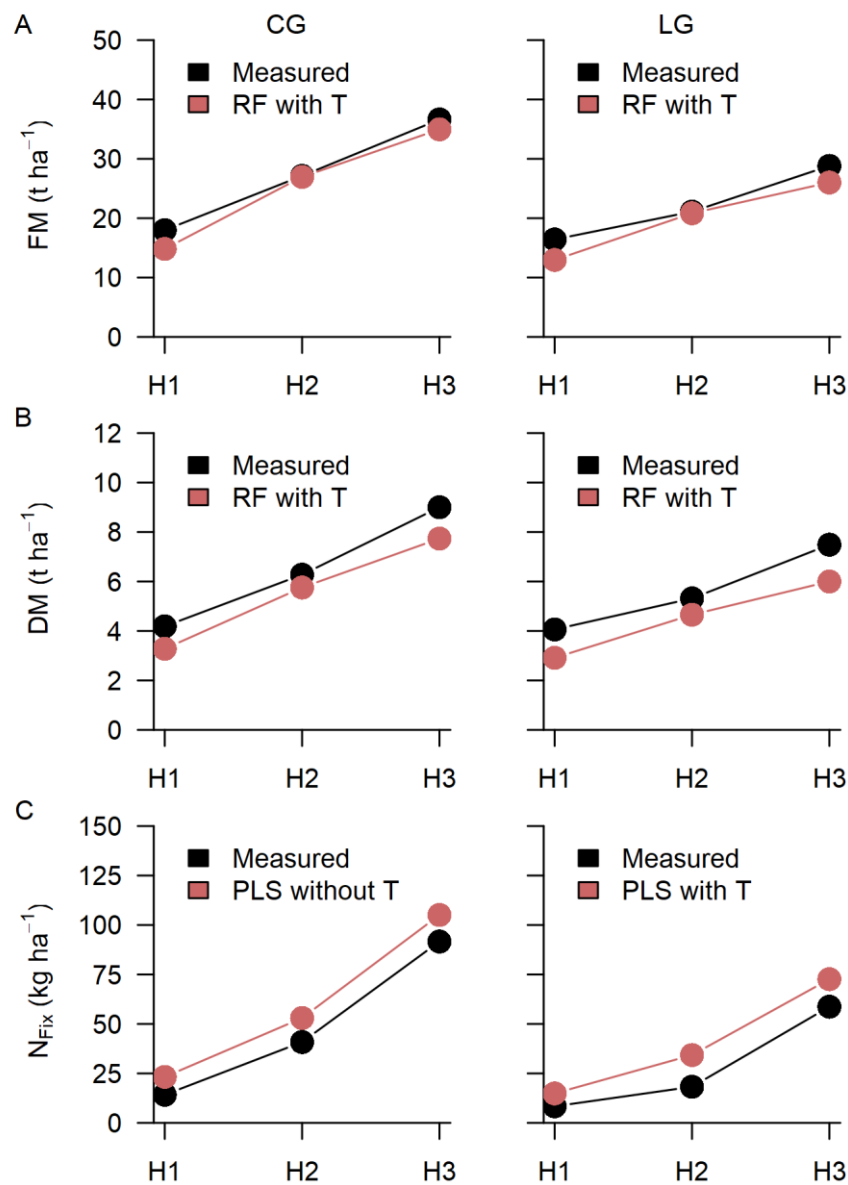 A
CG
LG
FM (t ha⁻¹)
50
40
30
20
10
0
Measured
RF with T
H1 H2 H3
Measured
RF with T
H1 H2 H3
B
DM (t ha⁻¹)
12
10
8
6
4
2
0
Measured
RF with T
H1 H2 H3
Measured
RF with T
H1 H2 H3
C
N_Fix (kg ha⁻¹)
150
125
100
75
50
25
0
Measured
PLS without T
H1 H2 H3
Measured
PLS with T
H1 H2 H3